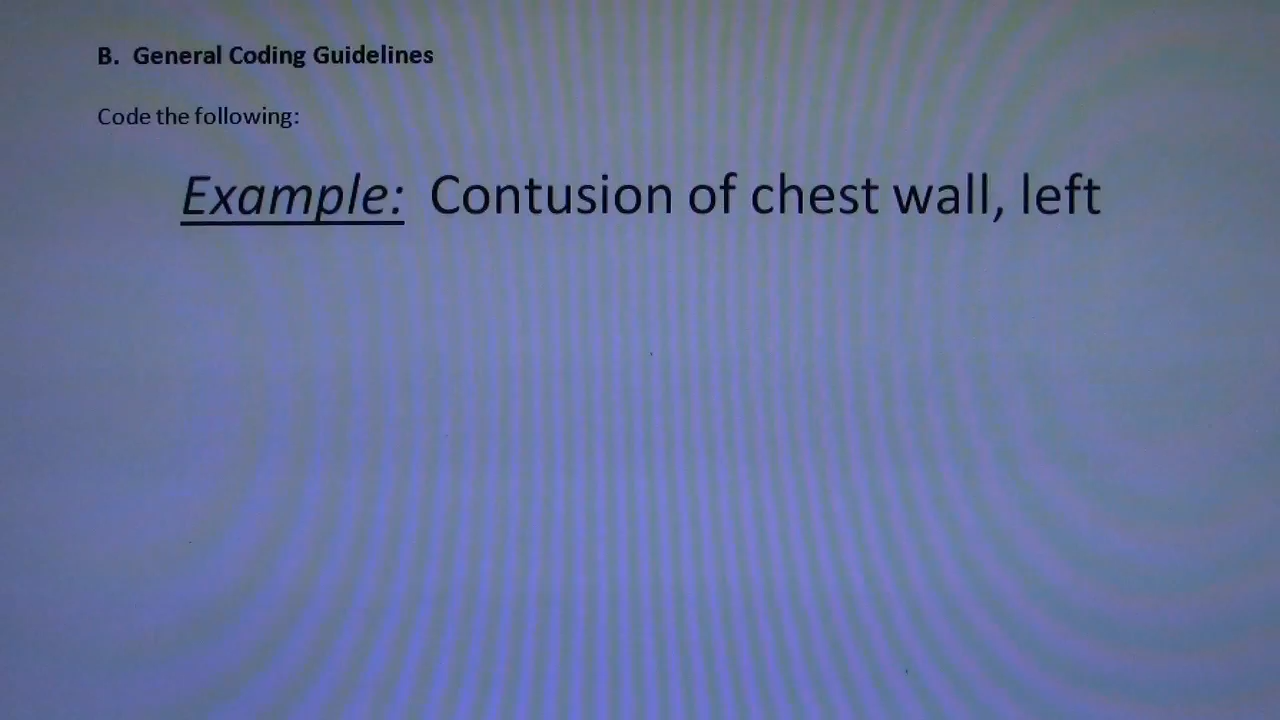 B. General Coding Guidelines
Code the following:
Example: Contusion of chest wall, left